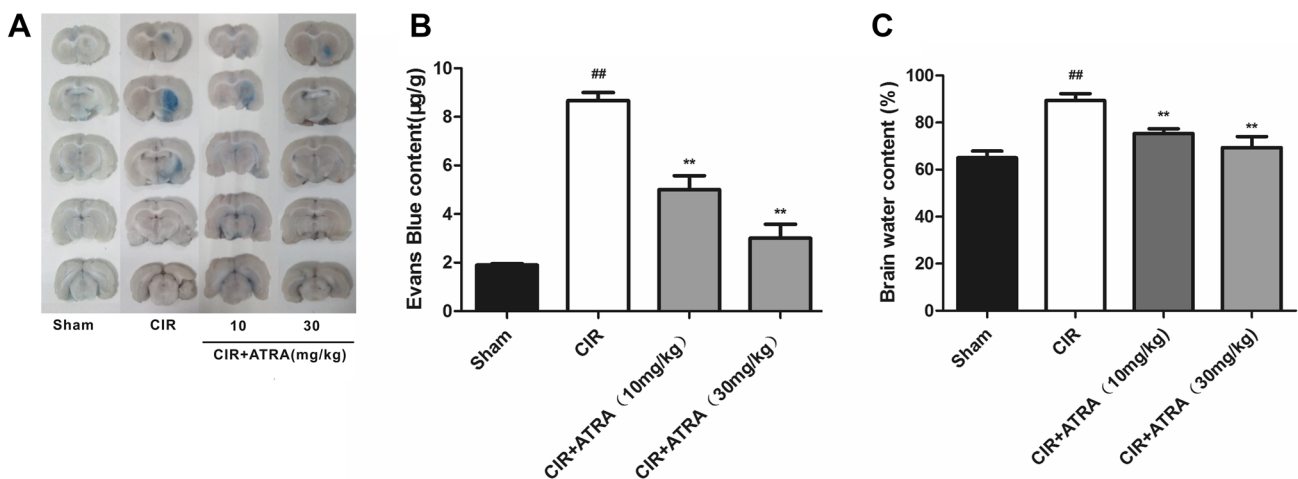 A
Sham CIR 10 30
CIR+ATRA(mg/kg)
B
Evans Blue content(μg/g)
10
8
6
4
2
0
##
**
**
Sham
CIR
CIR+ATRA（10mg/kg）
CIR+ATRA（30mg/kg）
C
Brain water content (%)
100
80
60
40
20
0
##
**
**
Sham
CIR
CIR+ATRA（10mg/kg)
CIR+ATRA（30mg/kg)